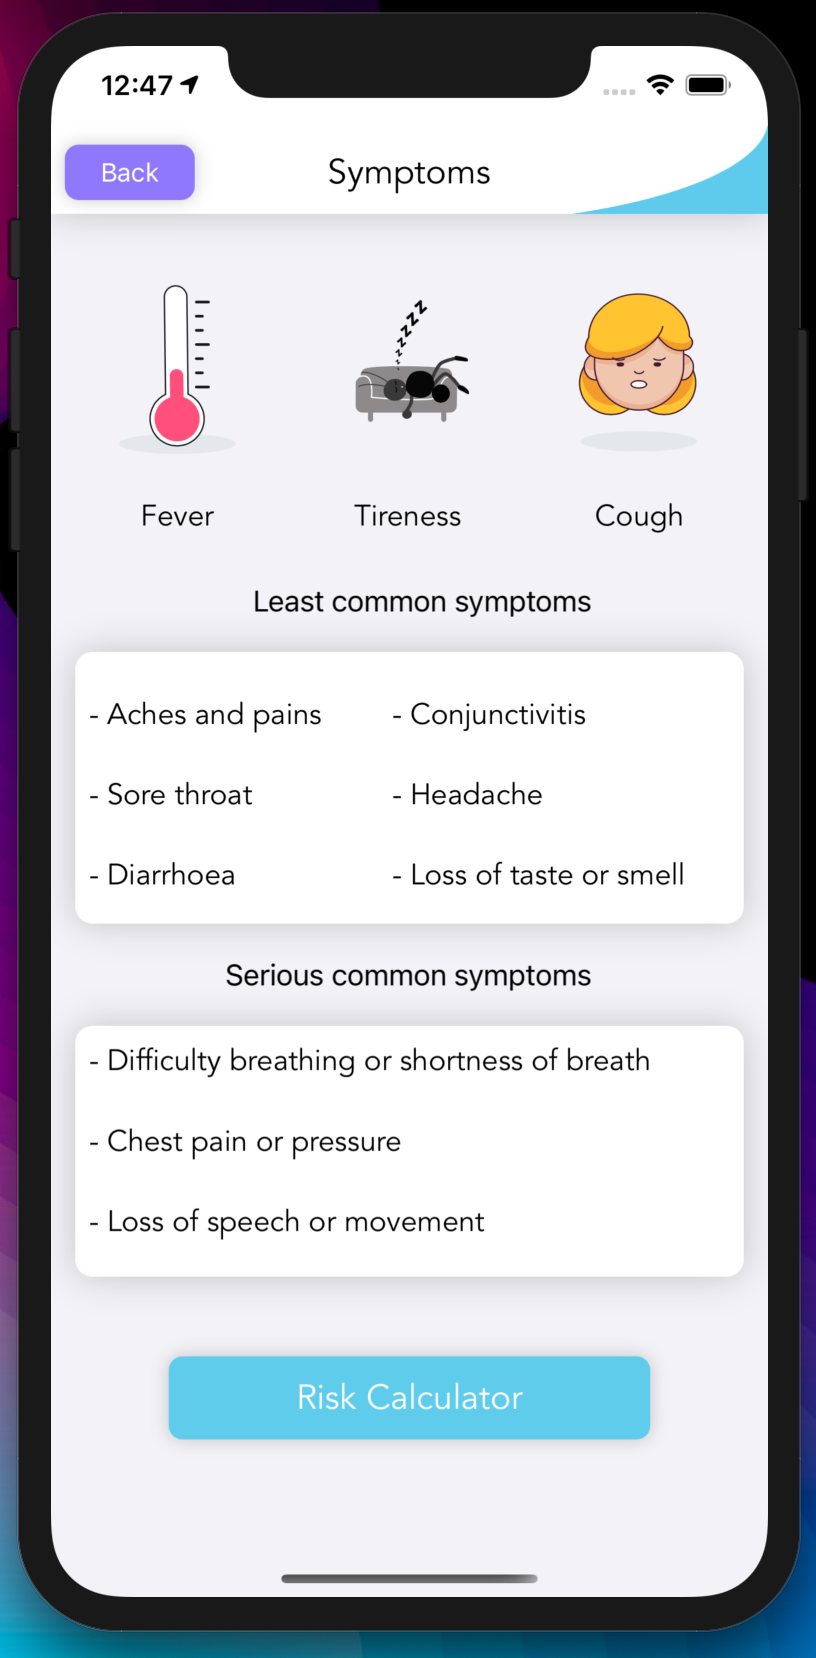 12:47
Back
Symptoms
zzzzzzz
Fever
Tireness
Cough
Least common symptoms
- Aches and pains
- Conjunctivitis
- Sore throat
- Headache
- Diarrhoea
- Loss of taste or smell
Serious common symptoms
- Difficulty breathing or shortness of breath
- Chest pain or pressure
- Loss of speech or movement
Risk Calculator